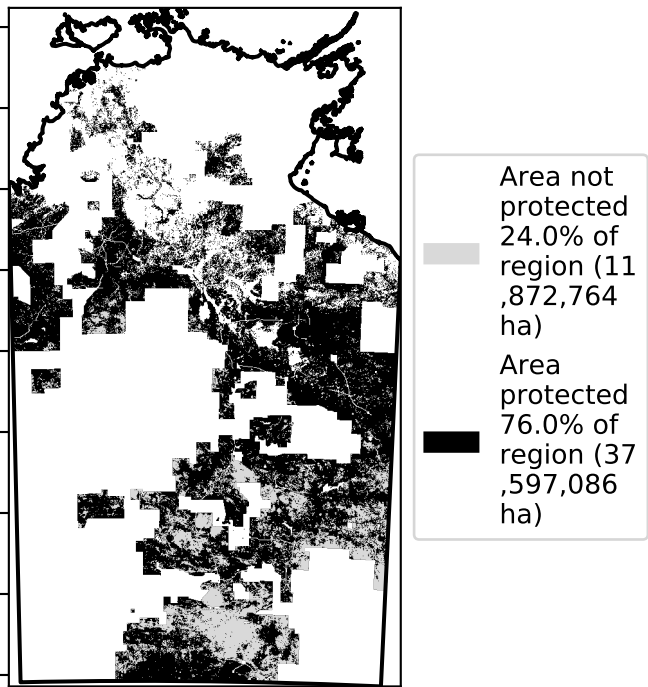 Area not
protected
24.0% of
region (11
,872,764
ha)
Area
protected
76.0% of
region (37
,597,086
ha)